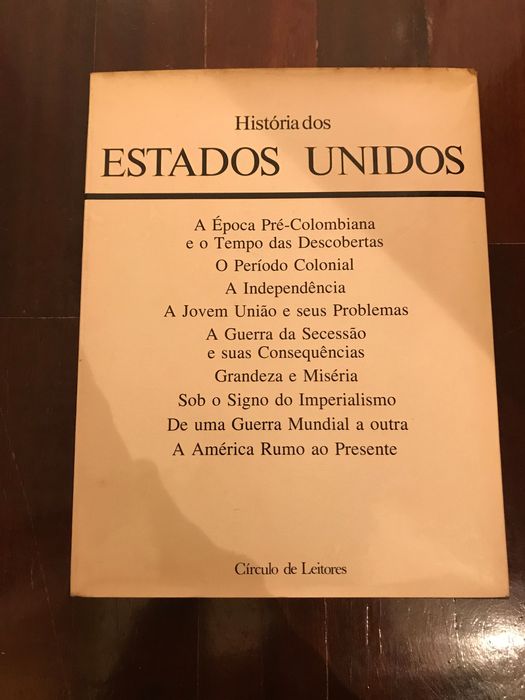 História dos
ESTADOS UNIDOS
A Época Pré-Colombiana
e o Tempo das Descobertas
O Período Colonial
A Independência
A Jovem União e seus Problemas
A Guerra da Secessão
e suas Consequências
Grandeza e Miséria
Sob o Signo do Imperialismo
De uma Guerra Mundial a outra
A América Rumo ao Presente
Círculo de Leitores